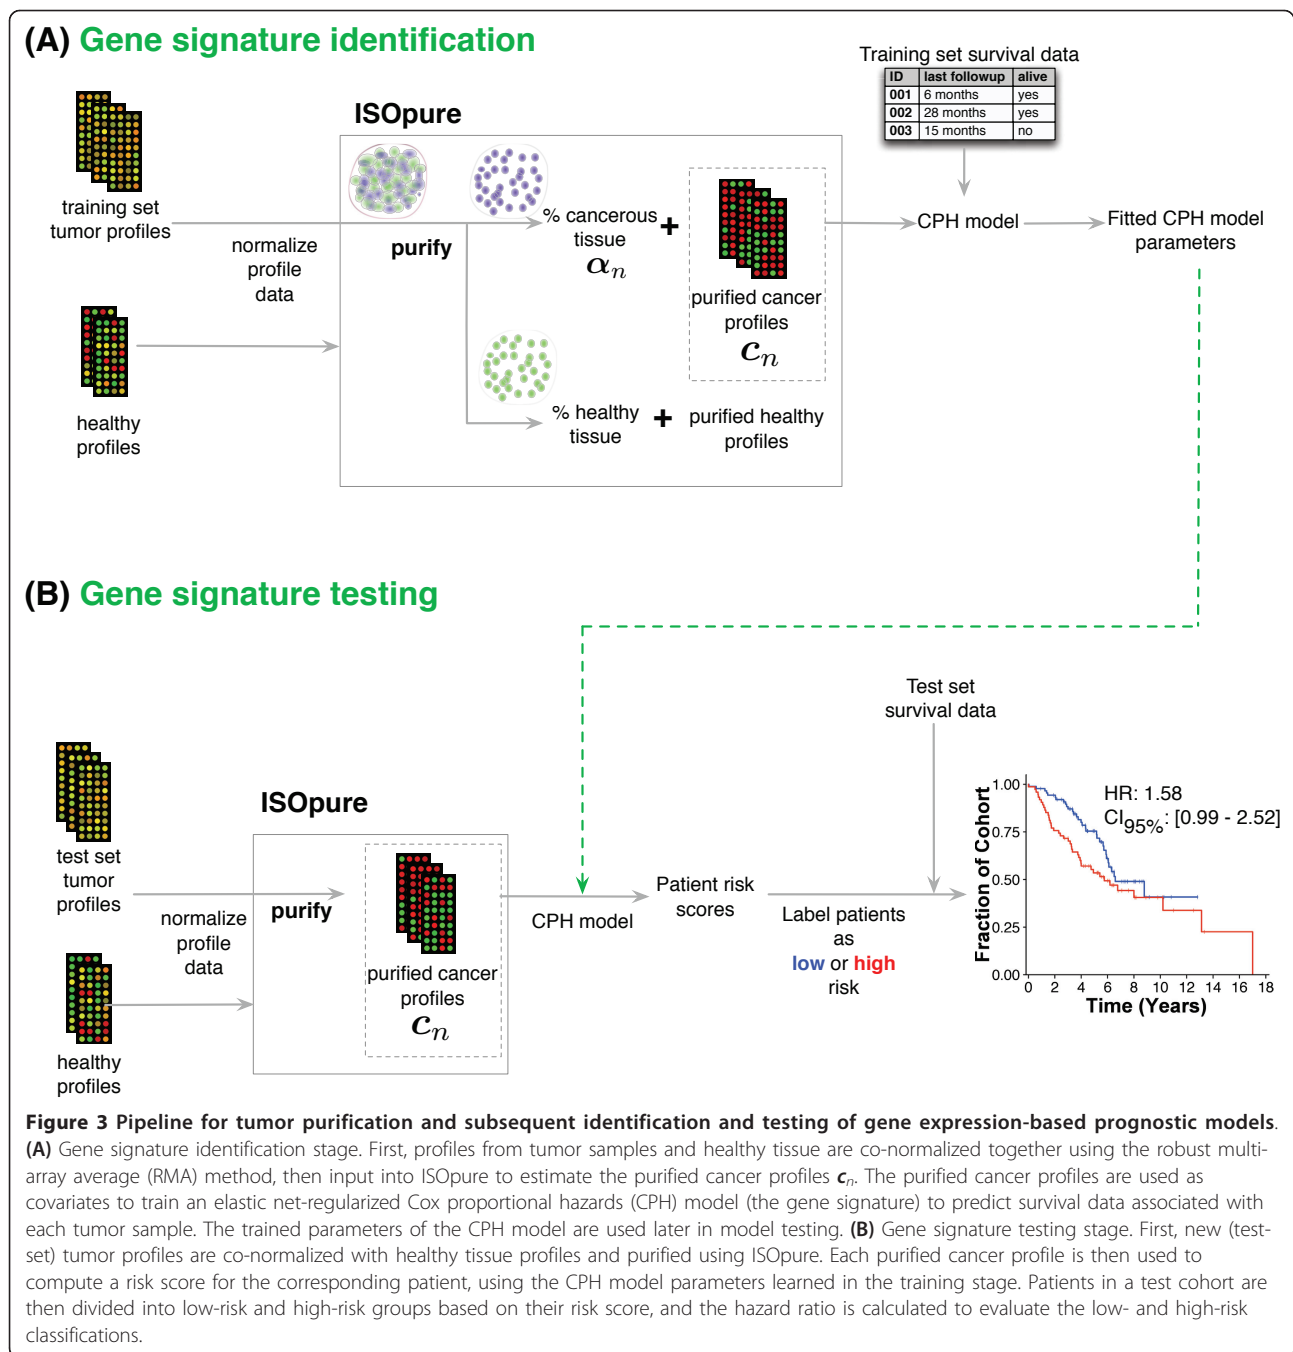 (A) Gene signature identification
Training set survival data
ID last followup alive
001 6 months yes
002 28 months yes
003 15 months no
ISOpure
training set
tumor profiles
normalize
profile
data
purify
% cancerous
tissue
αn
+
purified cancer
profiles
cn
CPH model
Fitted CPH model
parameters
healthy
profiles
% healthy
tissue
+
purified healthy
profiles
(B) Gene signature testing
Test set
survival data
test set
tumor
profiles
normalize
profile
data
healthy
profiles
ISOpure
purify
purified cancer
profiles
cn
CPH model
Patient risk
scores
Label patients
as
low or high
risk
HR: 1.58
CI95%: [0.99 - 2.52]
Fraction of Cohort
1.00
0.75
0.50
0.25
0.00
0 2 4 6 8 10 12 14 16 18
Time (Years)
Figure 3 Pipeline for tumor purification and subsequent identification and testing of gene expression-based prognostic models.
(A) Gene signature identification stage. First, profiles from tumor samples and healthy tissue are co-normalized together using the robust multi-
array average (RMA) method, then input into ISOpure to estimate the purified cancer profiles cn. The purified cancer profiles are used as
covariates to train an elastic net-regularized Cox proportional hazards (CPH) model (the gene signature) to predict survival data associated with
each tumor sample. The trained parameters of the CPH model are used later in model testing. (B) Gene signature testing stage. First, new (test-
set) tumor profiles are co-normalized with healthy tissue profiles and purified using ISOpure. Each purified cancer profile is then used to
compute a risk score for the corresponding patient, using the CPH model parameters learned in the training stage. Patients in a test cohort are
then divided into low-risk and high-risk groups based on their risk score, and the hazard ratio is calculated to evaluate the low- and high-risk
classifications.